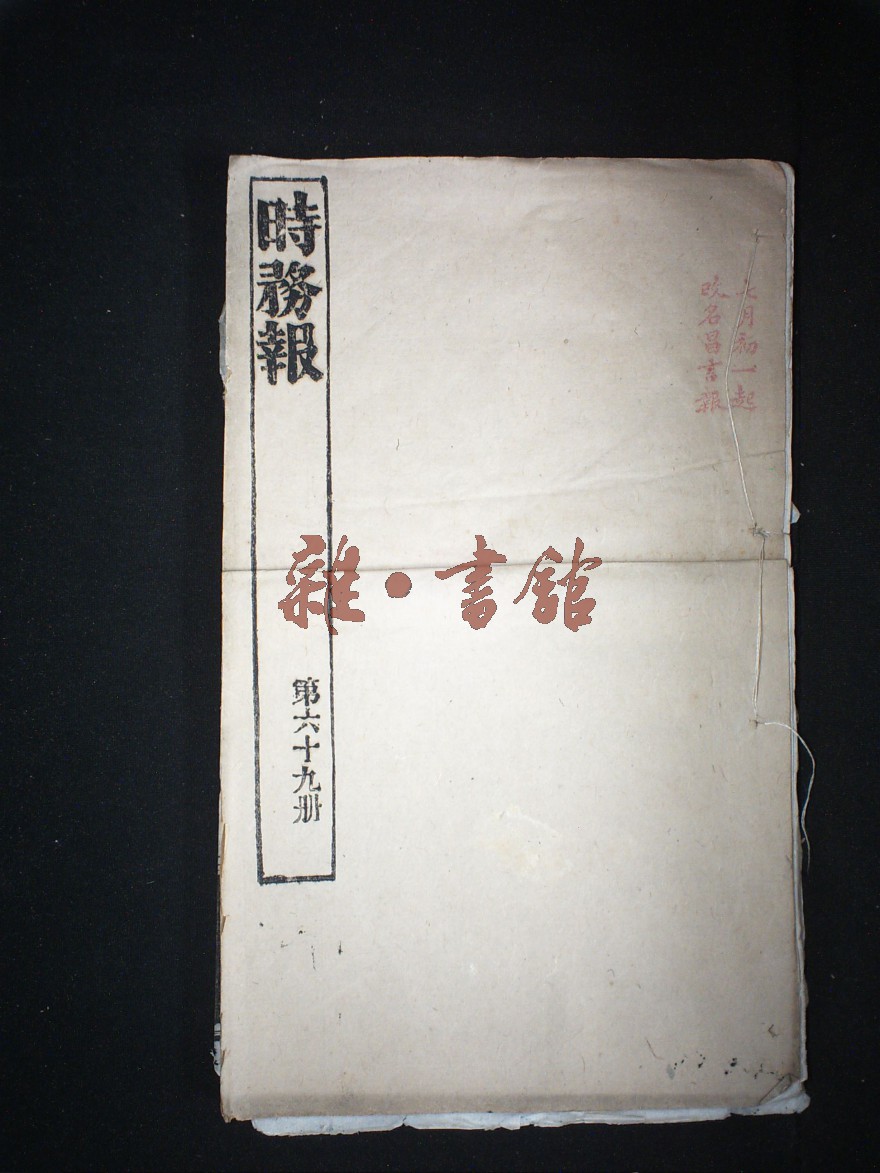 時務報
第六十九册
七月初一起
改名昌言報
雜·書館